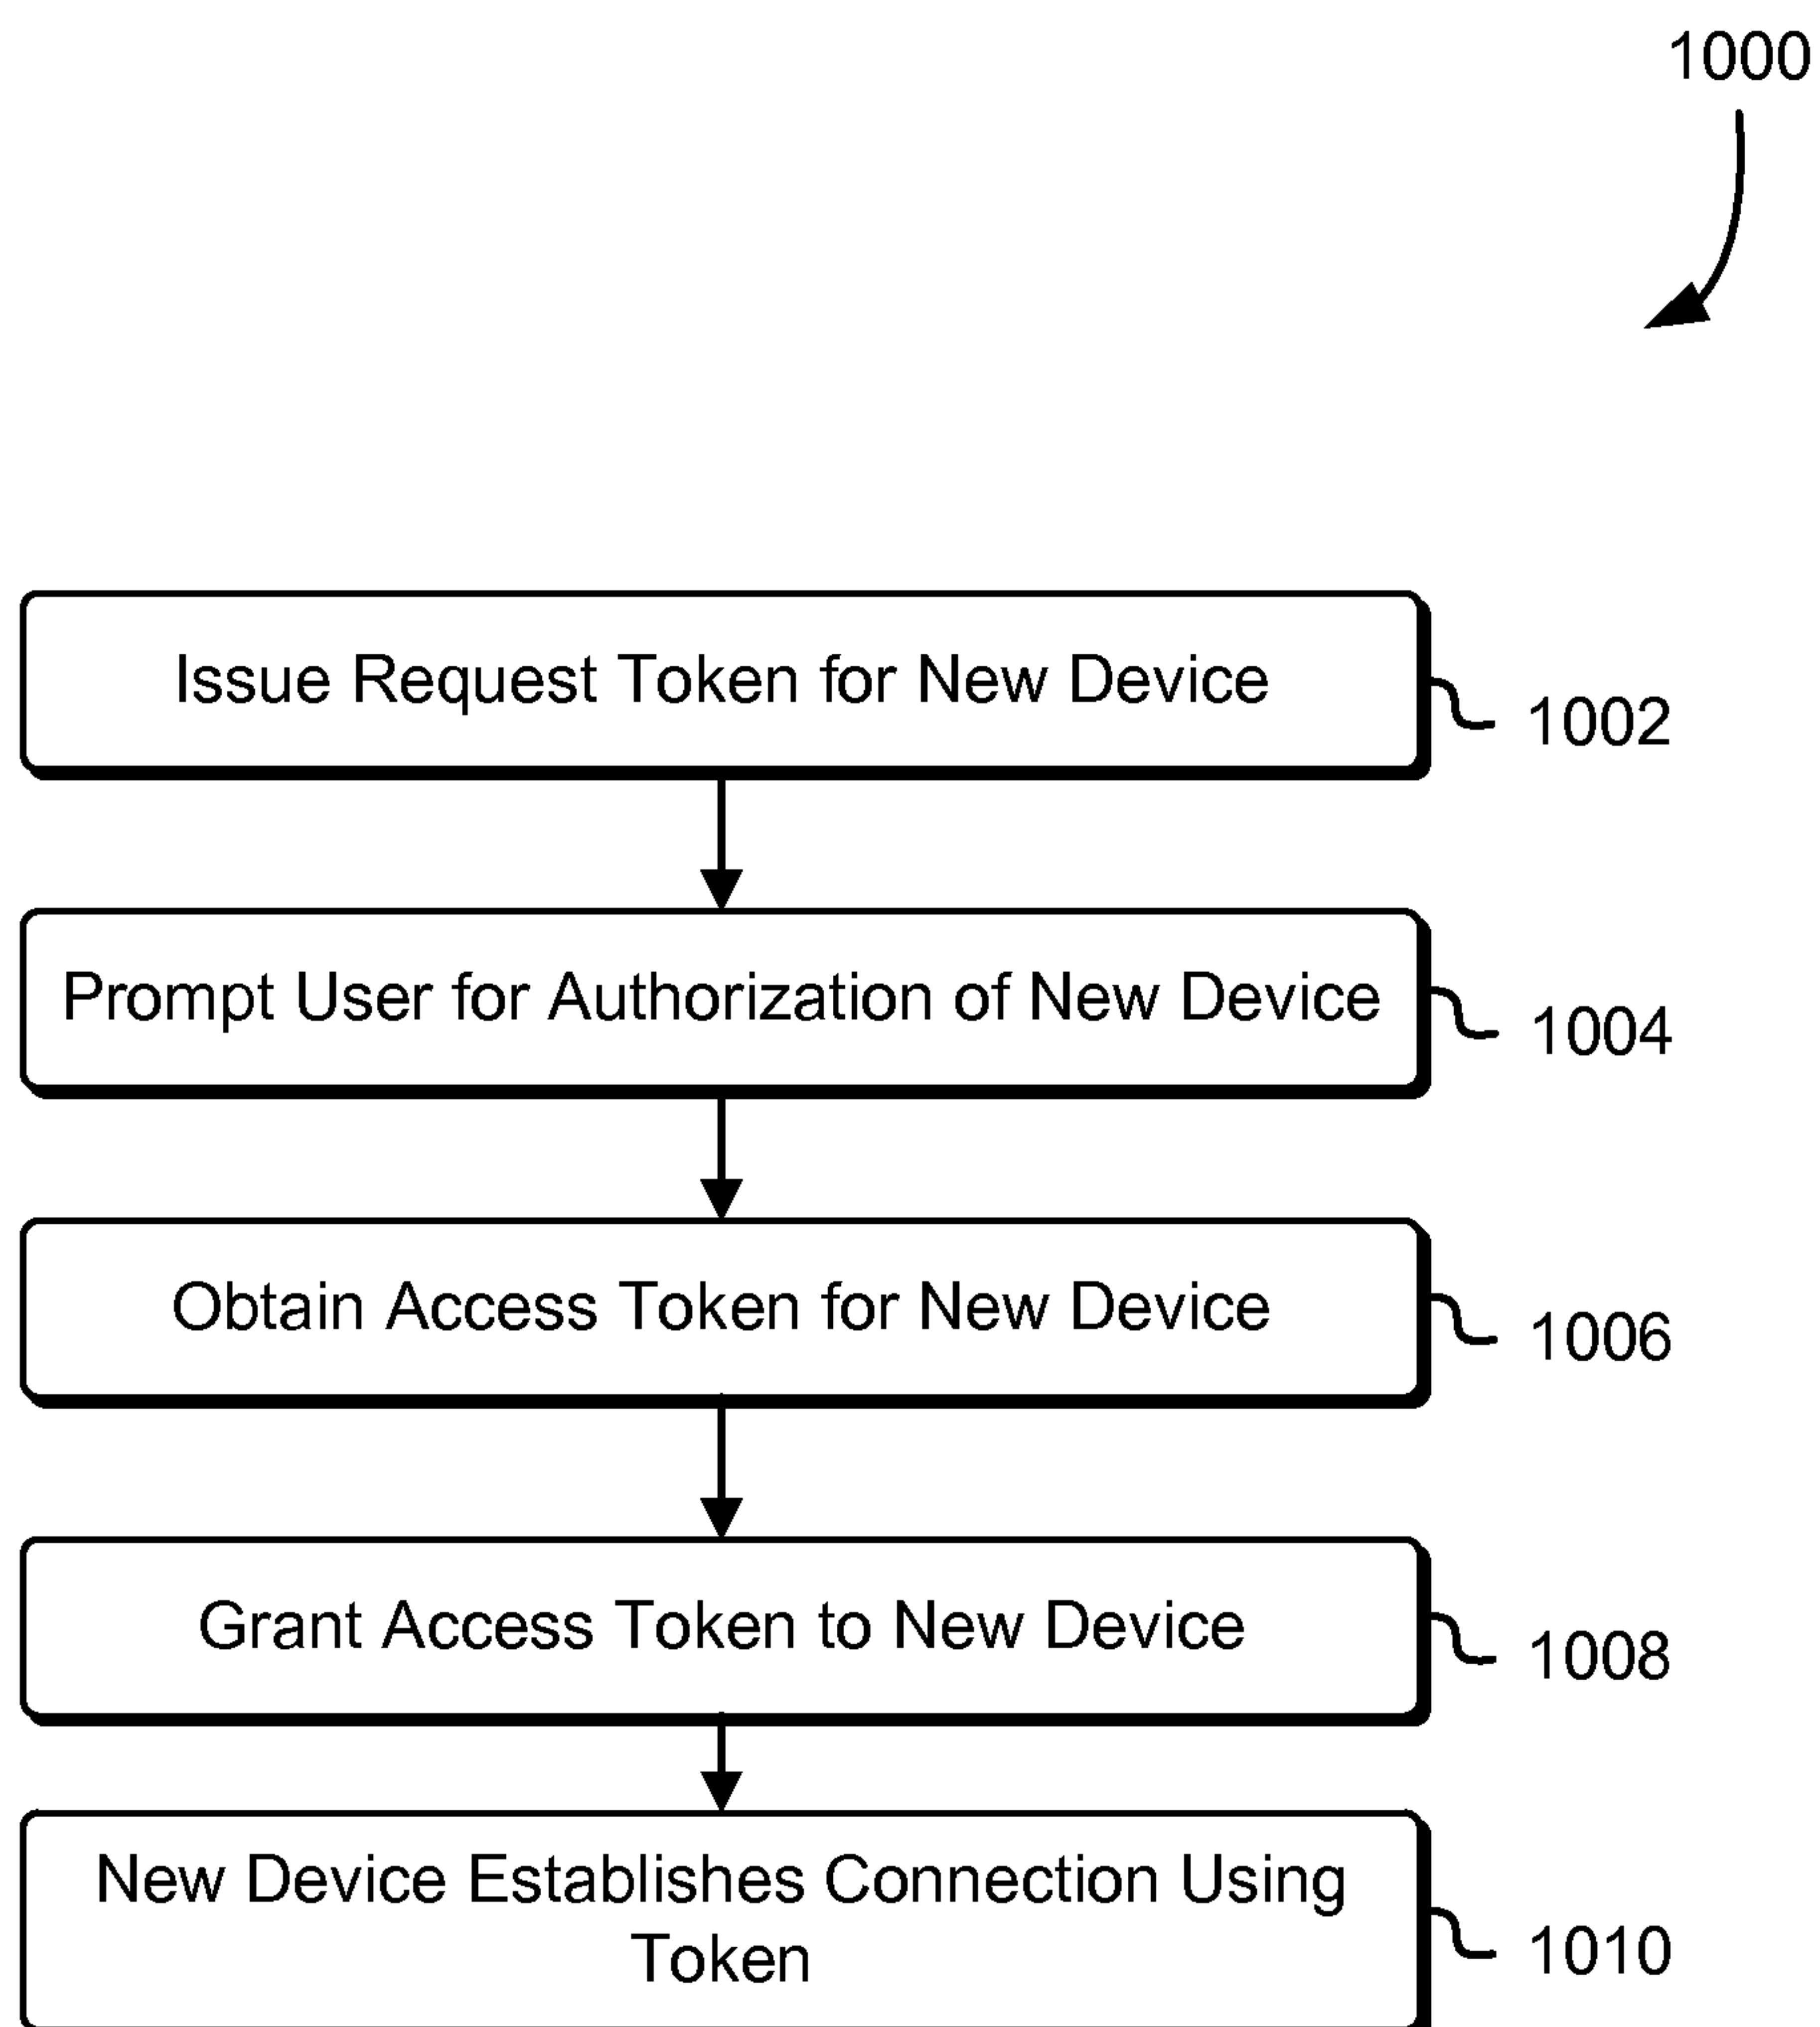 1000
Issue Request Token for New Device
1002
Prompt User for Authorization of New Device
1004
Obtain Access Token for New Device
1006
Grant Access Token to New Device
1008
New Device Establishes Connection Using
Token
1010